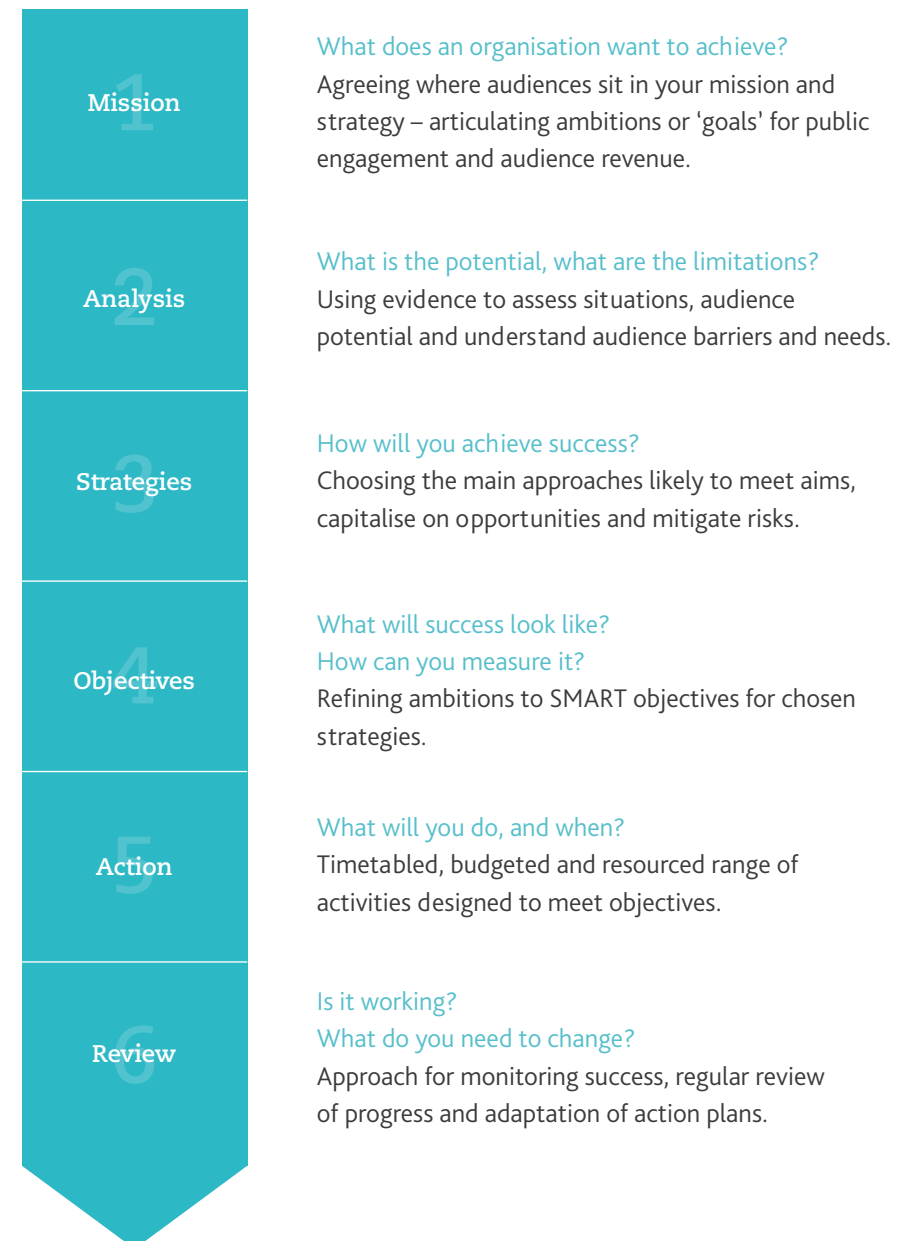 1
Mission
What does an organisation want to achieve?
Agreeing where audiences sit in your mission and
strategy – articulating ambitions or ‘goals’ for public
engagement and audience revenue.
2
Analysis
What is the potential, what are the limitations?
Using evidence to assess situations, audience
potential and understand audience barriers and needs.
3
Strategies
How will you achieve success?
Choosing the main approaches likely to meet aims,
capitalise on opportunities and mitigate risks.
4
Objectives
What will success look like?
How can you measure it?
Refining ambitions to SMART objectives for chosen
strategies.
5
Action
What will you do, and when?
Timetabled, budgeted and resourced range of
activities designed to meet objectives.
6
Review
Is it working?
What do you need to change?
Approach for monitoring success, regular review
of progress and adaptation of action plans.